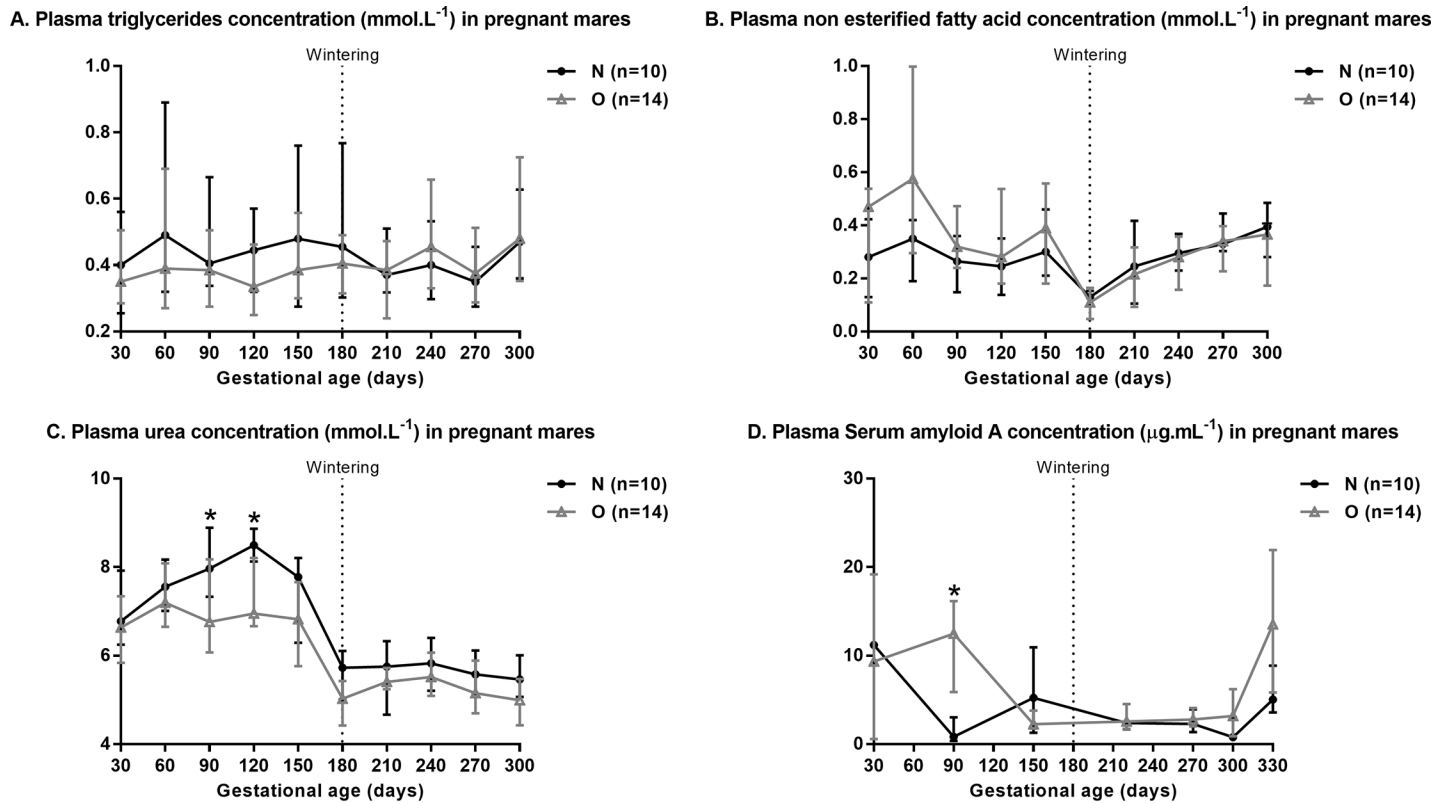 A. Plasma triglycerides concentration (mmol.L-1) in pregnant mares
Wintering
1.0
0.8
0.6
0.4
0.2
30 60 90 120 150 180 210 240 270 300
Gestational age (days)
N (n=10)
O (n=14)
B. Plasma non esterified fatty acid concentration (mmol.L-1) in pregnant mares
Wintering
1.0
0.8
0.6
0.4
0.2
0.0
30 60 90 120 150 180 210 240 270 300
Gestational age (days)
N (n=10)
O (n=14)
C. Plasma urea concentration (mmol.L-1) in pregnant mares
Wintering
10
8
6
4
* *
30 60 90 120 150 180 210 240 270 300
Gestational age (days)
N (n=10)
O (n=14)
D. Plasma Serum amyloid A concentration (μg.mL-1) in pregnant mares
Wintering
30
20
10
0
*
30 60 90 120 150 180 210 240 270 300 330
Gestational age (days)
N (n=10)
O (n=14)